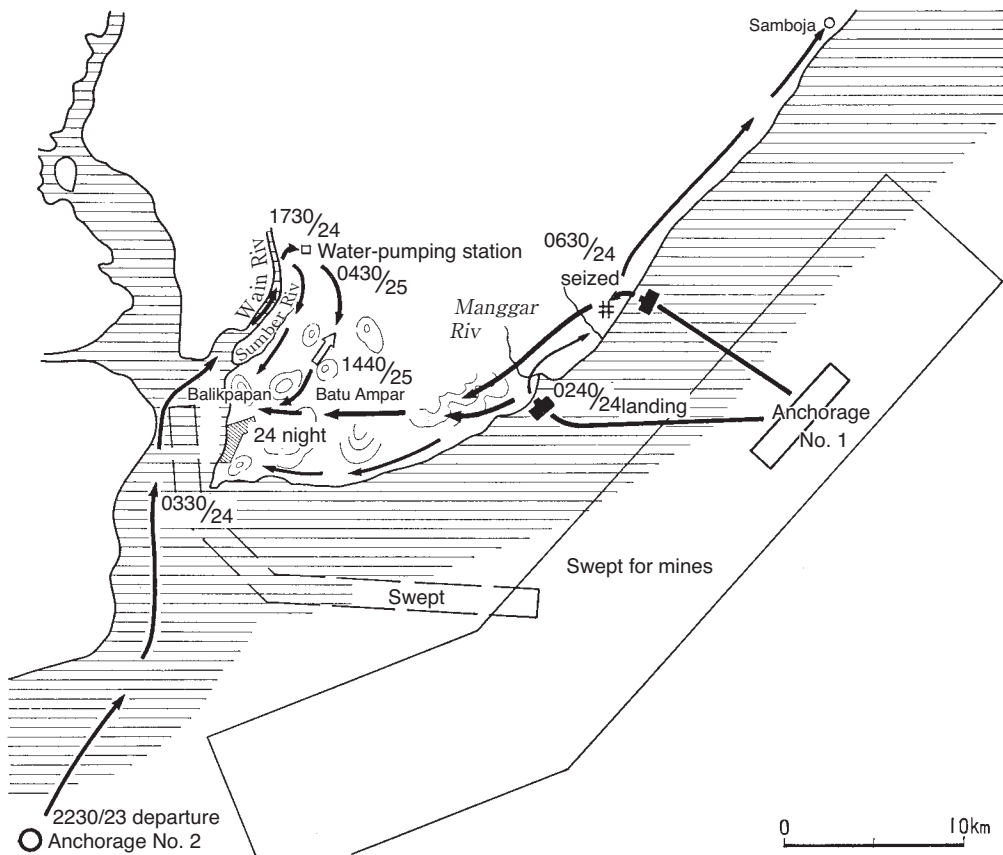 Samboja
1730/24
Water-pumping station
0430/25
Wain Riv
Sumber Riv
0630/24
seized
Manggar
Riv
1440/25
Balikpapan
Batu Ampar
0240/24 landing
Anchorage
No. 1
24 night
0330/24
Swept for mines
Swept
2230/23 departure
Anchorage No. 2
0
10km